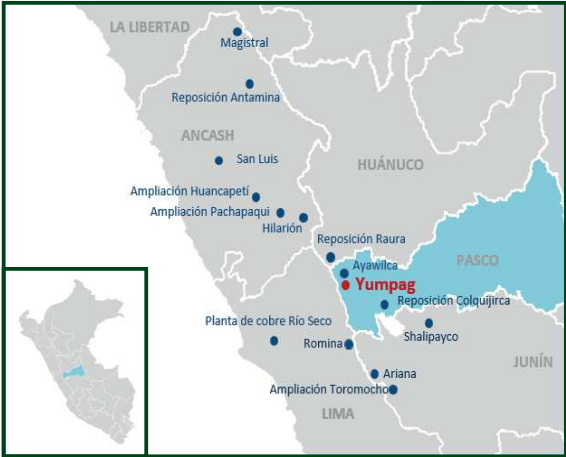 LA LIBERTAD
Magistral
Reposición Antamina
ANCASH
San Luis
HUÁNUCO
Ampliación Huancapetí
Ampliación Pachapaqui
Hilarión
Reposición Raura
Ayawilca
PASCO
Yumpag
Reposición Colquijirca
Planta de cobre Río Seco
Shalipayco
Romina
JUNÍN
Ariana
Ampliación Toromocho
LIMA